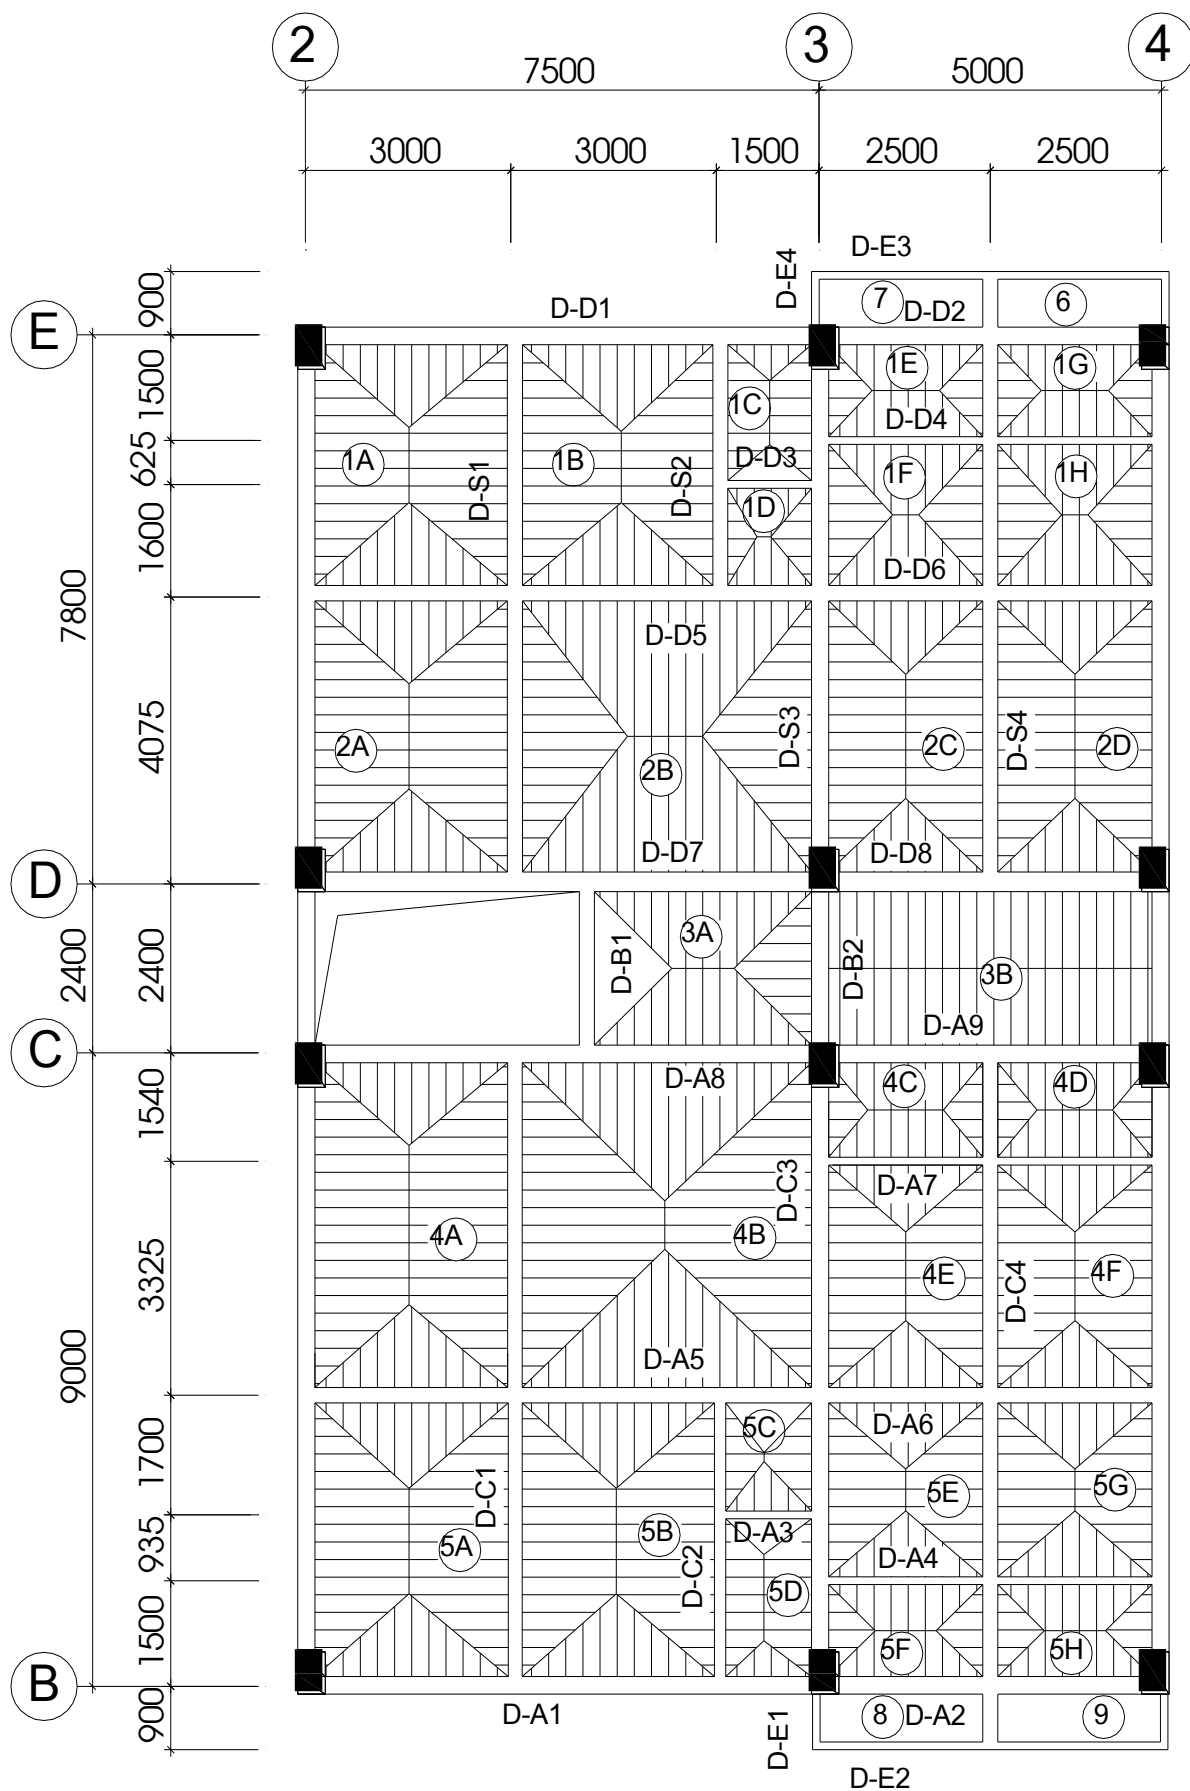 2
3
4
7500
5000
3000
3000
1500
2500
2500
D-E4
D-E3
900
D-D1
7
D-D2
6
E
1500
1E
1G
1C
D-D4
625
1A
D-S1
1B
D-S2
D-D3
1F
1H
1600
1D
D-D6
7800
D-D5
4075
2A
2B
D-S3
2C
D-S4
2D
D-D7
D-D8
D
2400
2400
D-B1
3A
D-B2
3B
D-A9
C
1540
D-A8
4C
4D
D-C3
D-A7
3325
4A
4B
4E
D-C4
4F
9000
D-A5
1700
5C
D-A6
D-C1
5E
5G
935
5A
5B
D-C2
D-A3
D-A4
1500
5D
5F
5H
B
900
D-A1
D-E1
8
D-A2
9
D-E2